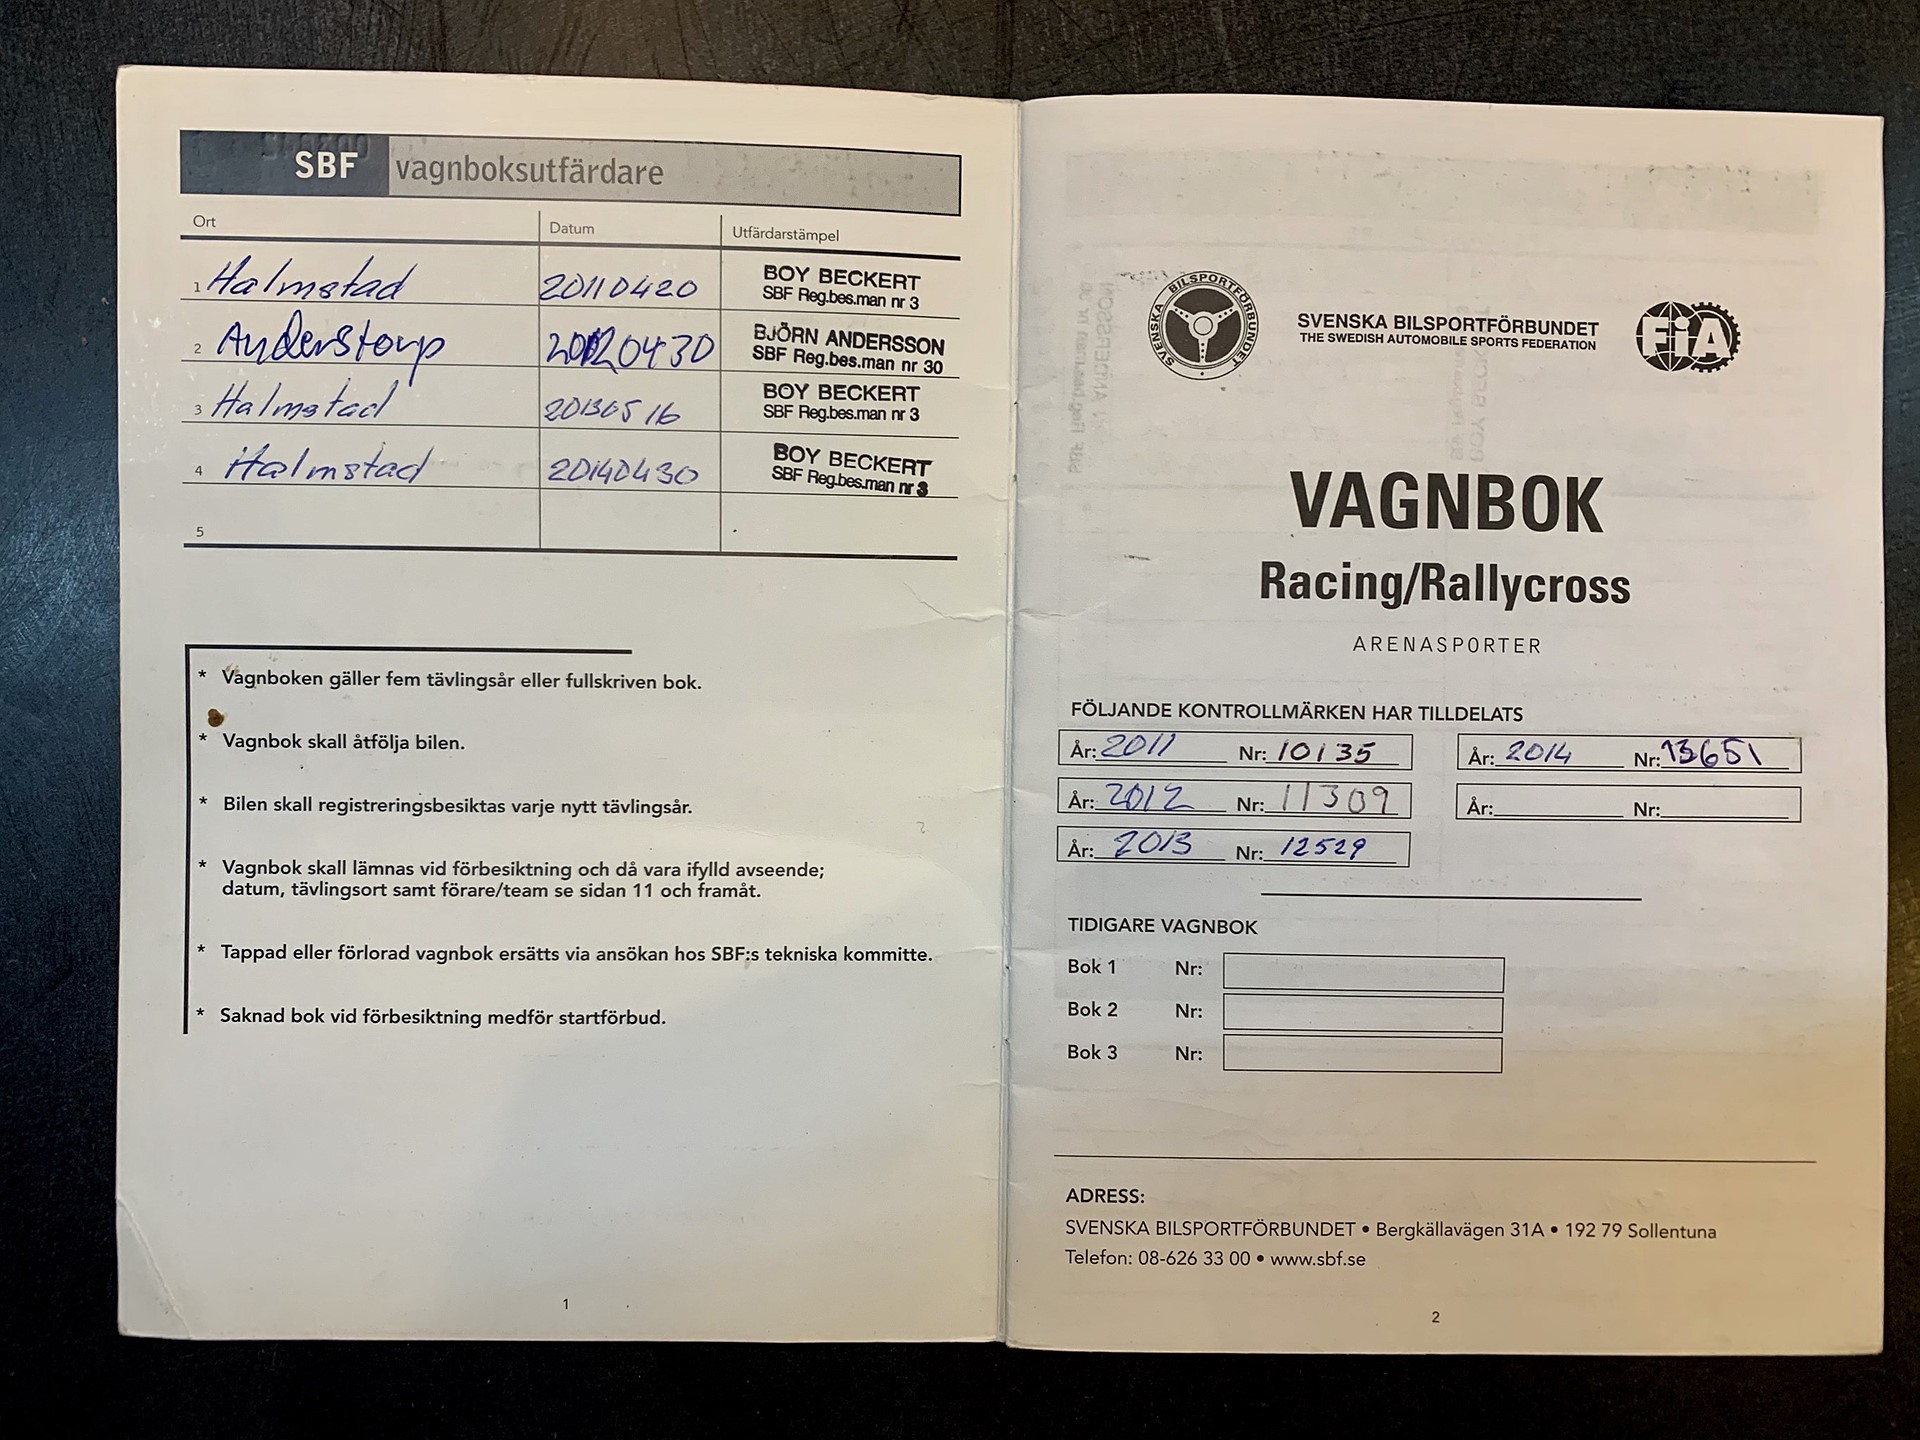 SBF vagnboksutfärdare
Ort Datum Utfärdarstämpel
1 Halmstad 20110420 BOY BECKERT
SBF Reg.bes.man nr 3
2 Anderstorp 20120430 BJÖRN ANDERSSON
SBF Reg.bes.man nr 30
3 Halmstad 20130516 BOY BECKERT
SBF Reg.bes.man nr 3
4 Halmstad 20140430 BOY BECKERT
SBF Reg.bes.man nr 3
5
* Vagnboken gäller fem tävlingsår eller fullskriven bok.
* Vagnbok skall åtfölja bilen.
* Bilen skall registreringsbesiktas varje nytt tävlingsår.
* Vagnbok skall lämnas vid förbesiktning och då vara ifylld avseende;
datum, tävlingsort samt förare/team se sidan 11 och framåt.
* Tappad eller förlorad vagnbok ersätts via ansökan hos SBF:s tekniska kommitte.
* Saknad bok vid förbesiktning medför startförbud.
1
SVENSKA BILSPORTFÖRBUNDET
SVENSKA BILSPORTFÖRBUNDET
THE SWEDISH AUTOMOBILE SPORTS FEDERATION
FiA
VAGNBOK
Racing/Rallycross
ARENASPORTER
FÖLJANDE KONTROLLMÄRKEN HAR TILLDELATS
År: 2011 Nr: 10135 År: 2014 Nr: 13651
År: 2012 Nr: 11309 År: Nr:
År: 2013 Nr: 12529
TIDIGARE VAGNBOK
Bok 1 Nr:
Bok 2 Nr:
Bok 3 Nr:
ADRESS:
SVENSKA BILSPORTFÖRBUNDET • Bergkällavägen 31A • 192 79 Sollentuna
Telefon: 08-626 33 00 • www.sbf.se
2